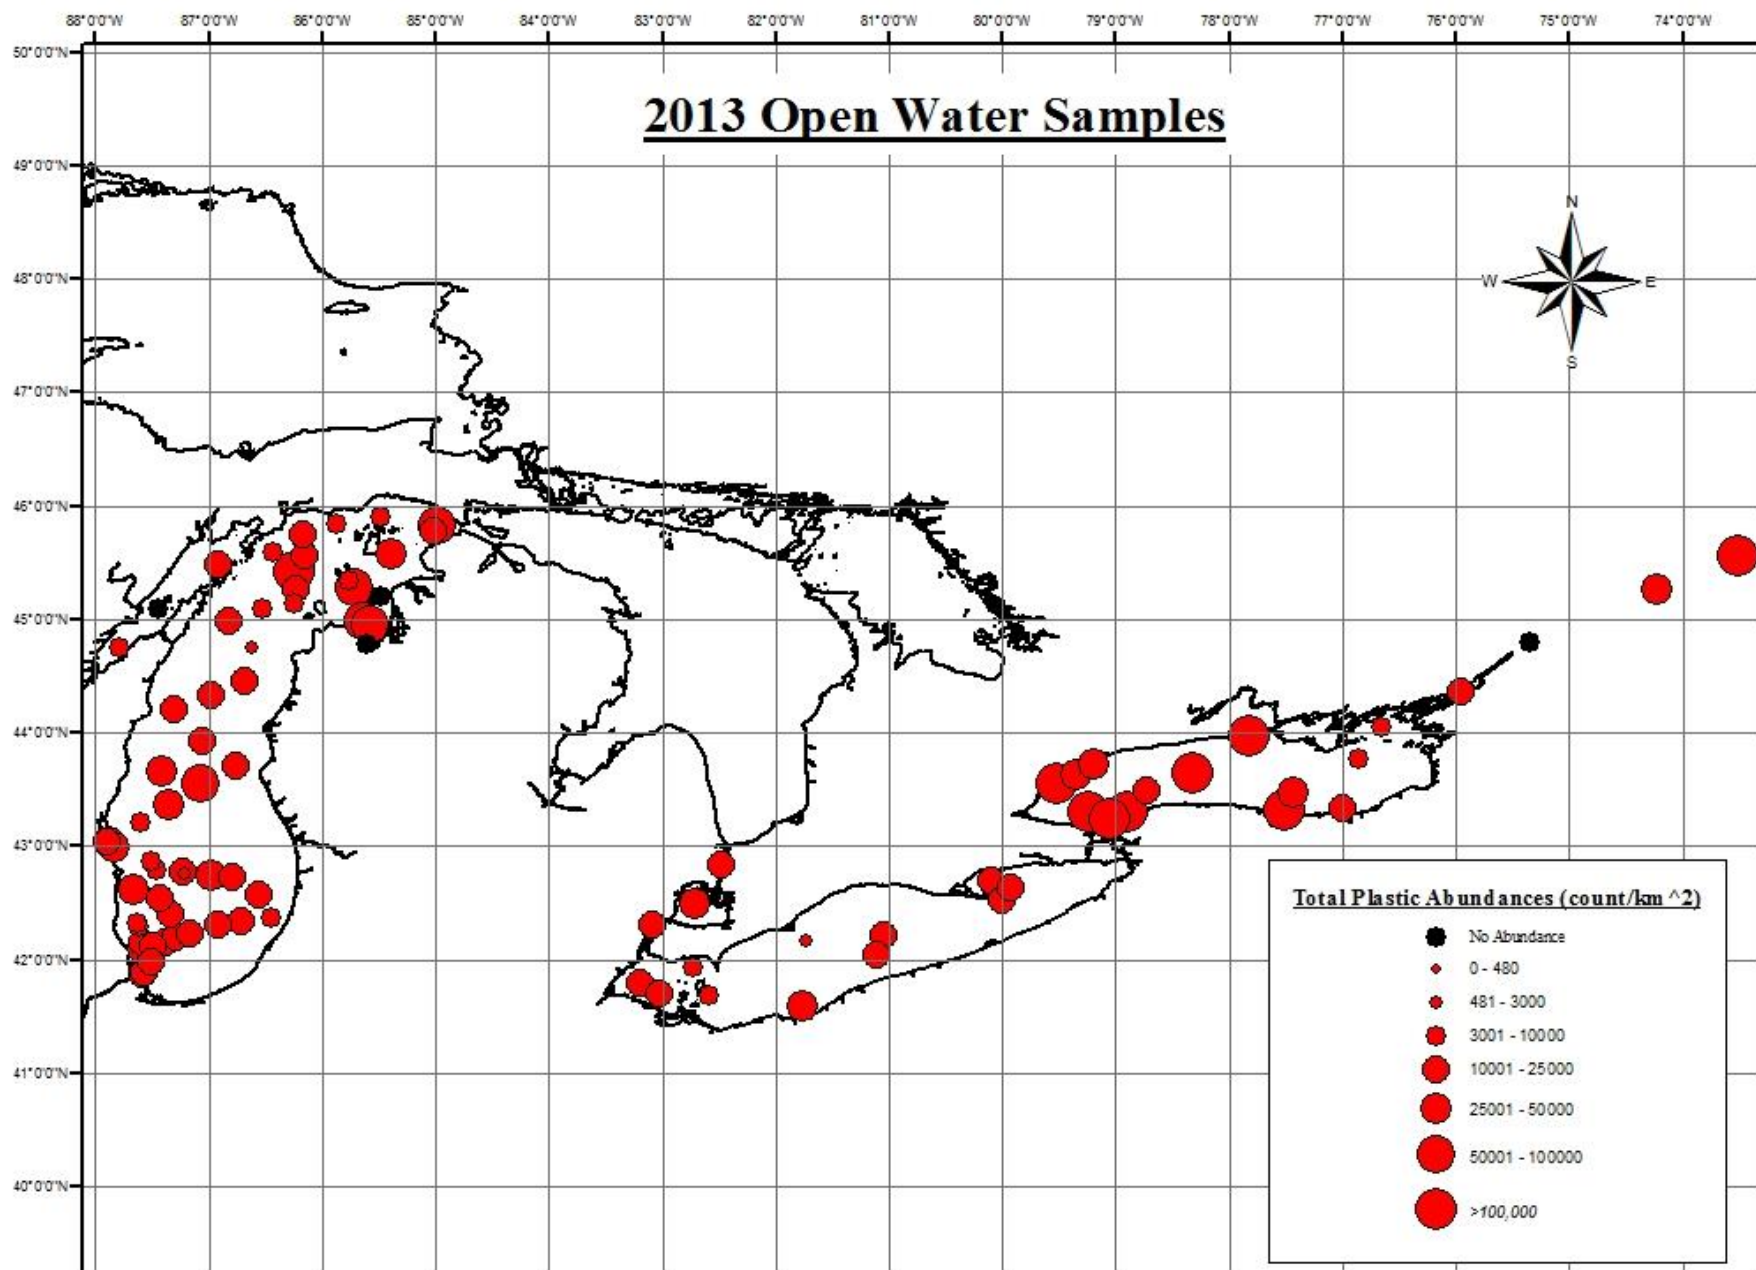 88°0'0"W 87°0'0"W 86°0'0"W 85°0'0"W 84°0'0"W 83°0'0"W 82°0'0"W 81°0'0"W 80°0'0"W 79°0'0"W 78°0'0"W 77°0'0"W 76°0'0"W 75°0'0"W 74°0'0"W
50°0'0"N
2013 Open Water Samples
49°0'0"N
N
48°0'0"N
W E
S
47°0'0"N
46°0'0"N
45°0'0"N
44°0'0"N
43°0'0"N
42°0'0"N
41°0'0"N
40°0'0"N
Total Plastic Abundances (count/km^2)
No Abundance
0 - 480
481 - 3000
3001 - 10000
10001 - 25000
25001 - 50000
50001 - 100000
>100,000